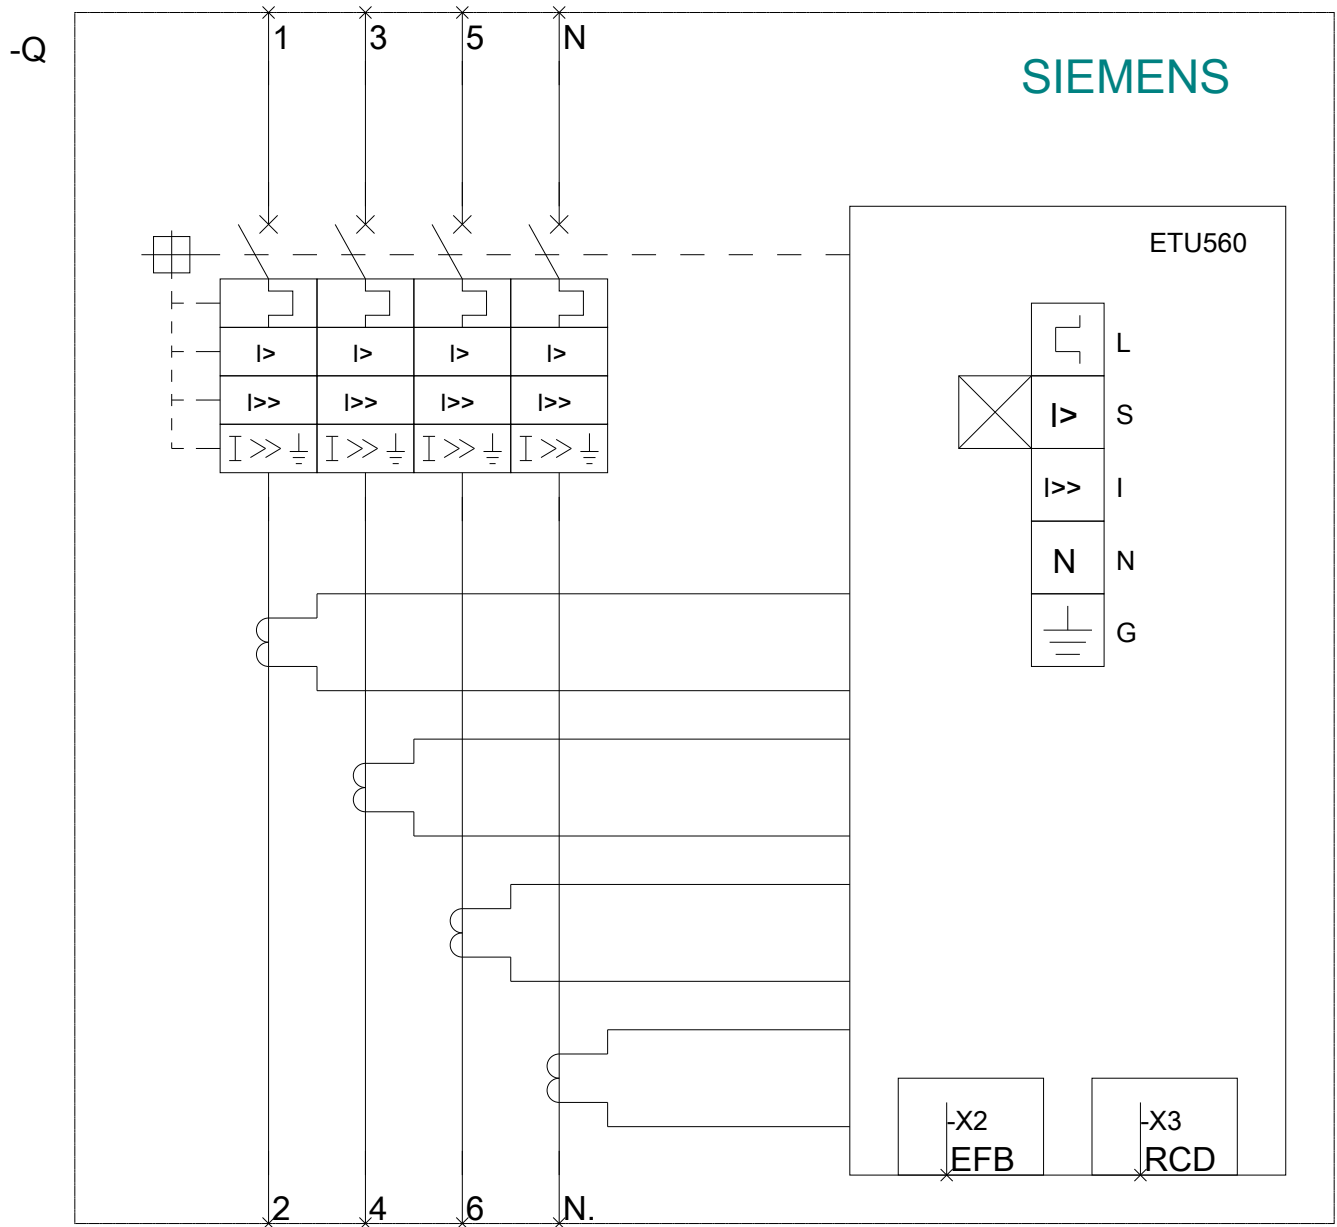 1 3 5 N
-Q
SIEMENS
ETU560
L
I> I> I> I>
I> S
I>> I>> I>> I>>
I>> >> >> >>
I>> I
N N
G
-X2 -X3
EFB RCD
2 4 6 N.